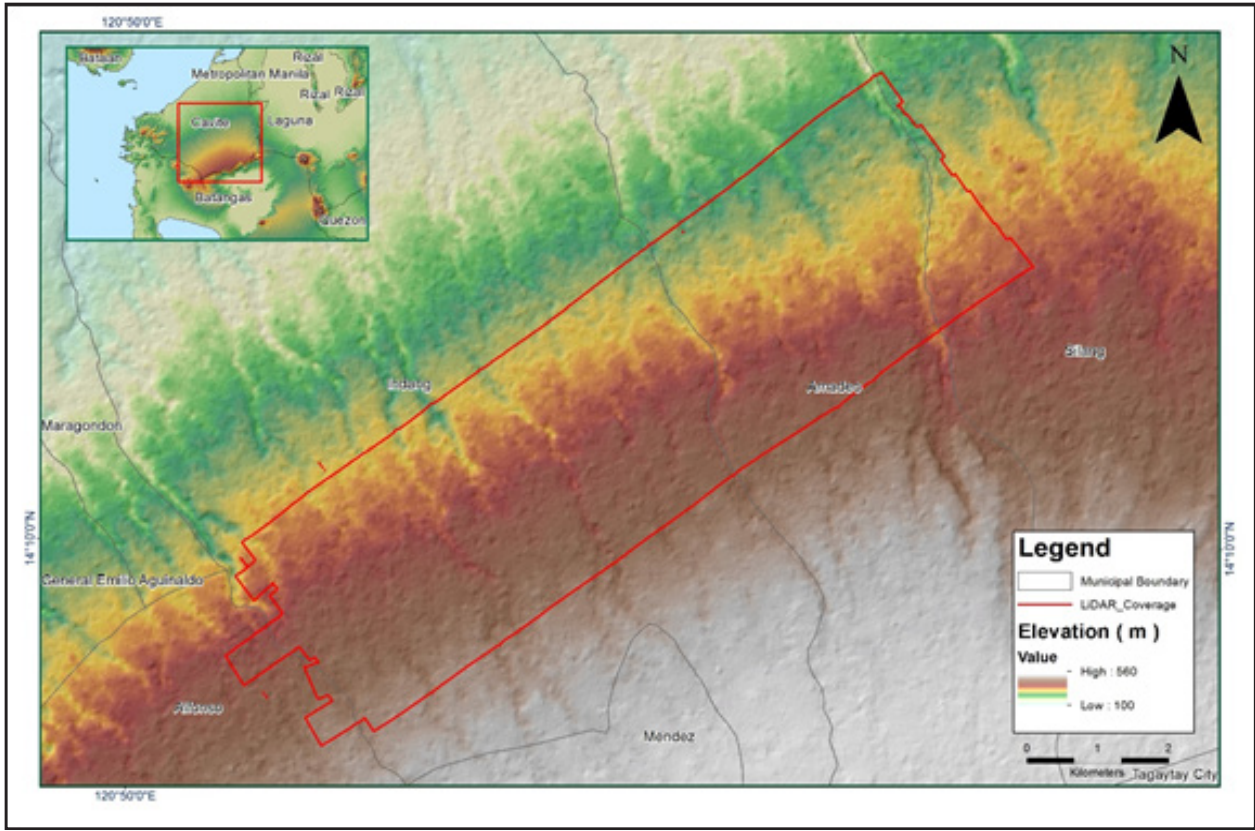 120°50'0"E
Bataan
Rizal
Metropolitan Manila
Rizal Rizal
Cavite
Laguna
Batangas
Quezon
N
Silang
Indang
Amadeo
Maragondon
14°10'0"N
14°10'0"N
General Emilio Aguinaldo
Alfonso
Mendez
Legend
Municipal Boundary
LiDAR_Coverage
Elevation ( m )
Value
High : 560
Low : 100
0 1 2
Kilometers
Tagaytay City
120°50'0"E